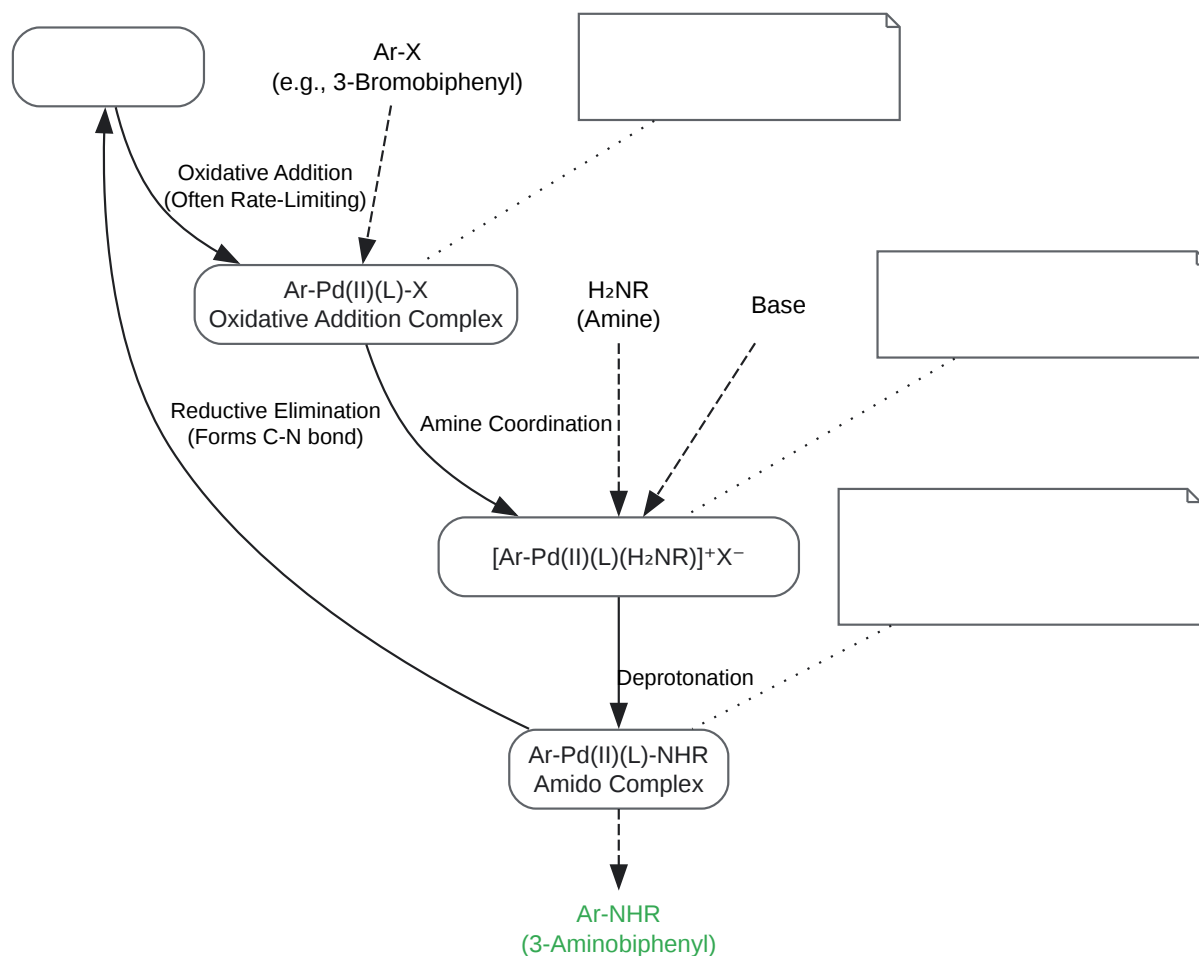 Ar-X
(e.g., 3-Bromobiphenyl)
Oxidative Addition
(Often Rate-Limiting)
Ar-Pd(II)(L)-X
Oxidative Addition Complex
H₂NR
(Amine)
Base
Reductive Elimination
(Forms C-N bond)
Amine Coordination
[Ar-Pd(II)(L)(H₂NR)]⁺X⁻
Deprotonation
Ar-Pd(II)(L)-NHR
Amido Complex
Ar-NHR
(3-Aminobiphenyl)